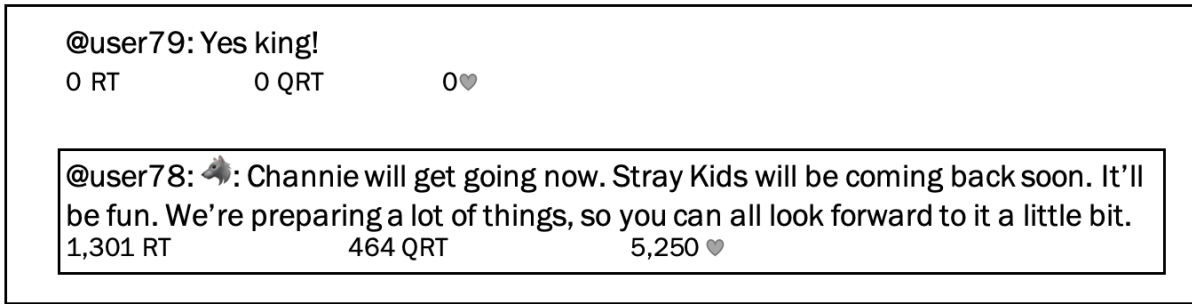 @user79: Yes king!
0 RT 0 QRT 0🩶
@user78: 🐺: Channie will get going now. Stray Kids will be coming back soon. It’ll
be fun. We’re preparing a lot of things, so you can all look forward to it a little bit.
1,301 RT 464 QRT 5,250 🩶